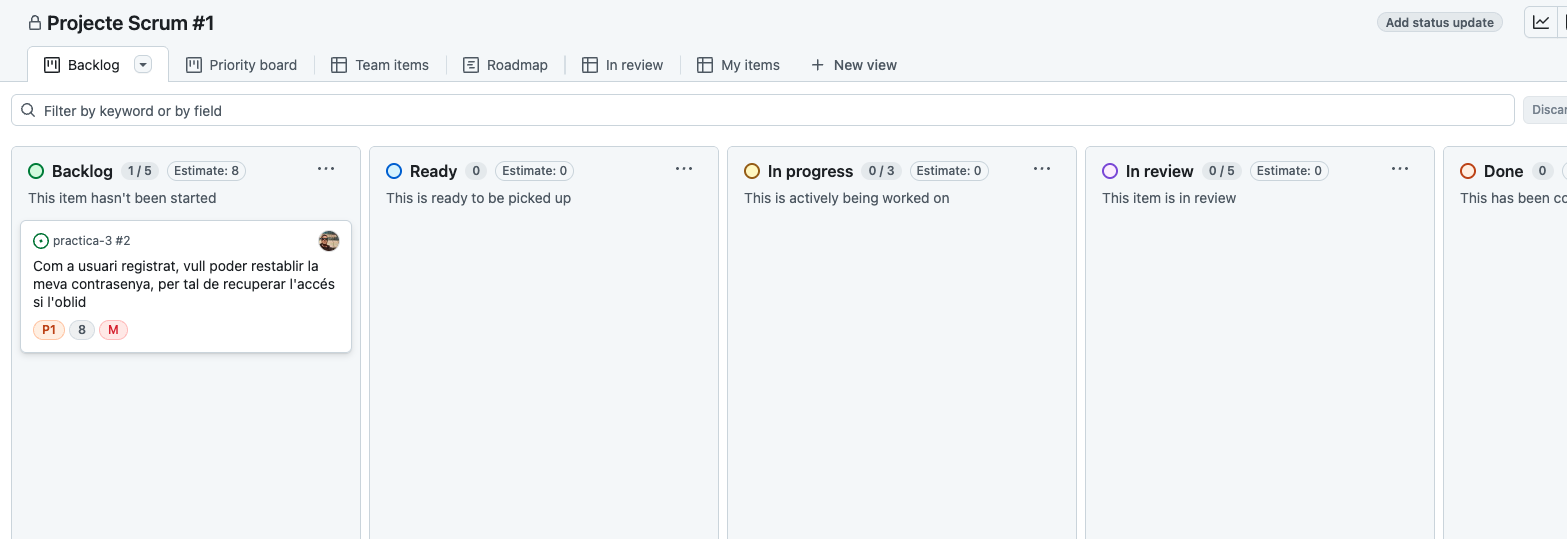 Projecte Scrum #1
Add status update
Backlog
Priority board
Team items
Roadmap
In review
My items
New view
Filter by keyword or by field
Backlog 1 / 5 Estimate: 8
This item hasn't been started
practica-3 #2
Com a usuari registrat, vull poder restablir la
meva contrasenya, per tal de recuperar l'accés
si l'oblid
P1 8 M
Ready 0 Estimate: 0
This is ready to be picked up
In progress 0 / 3 Estimate: 0
This is actively being worked on
In review 0 / 5 Estimate: 0
This item is in review
Done 0
This has been